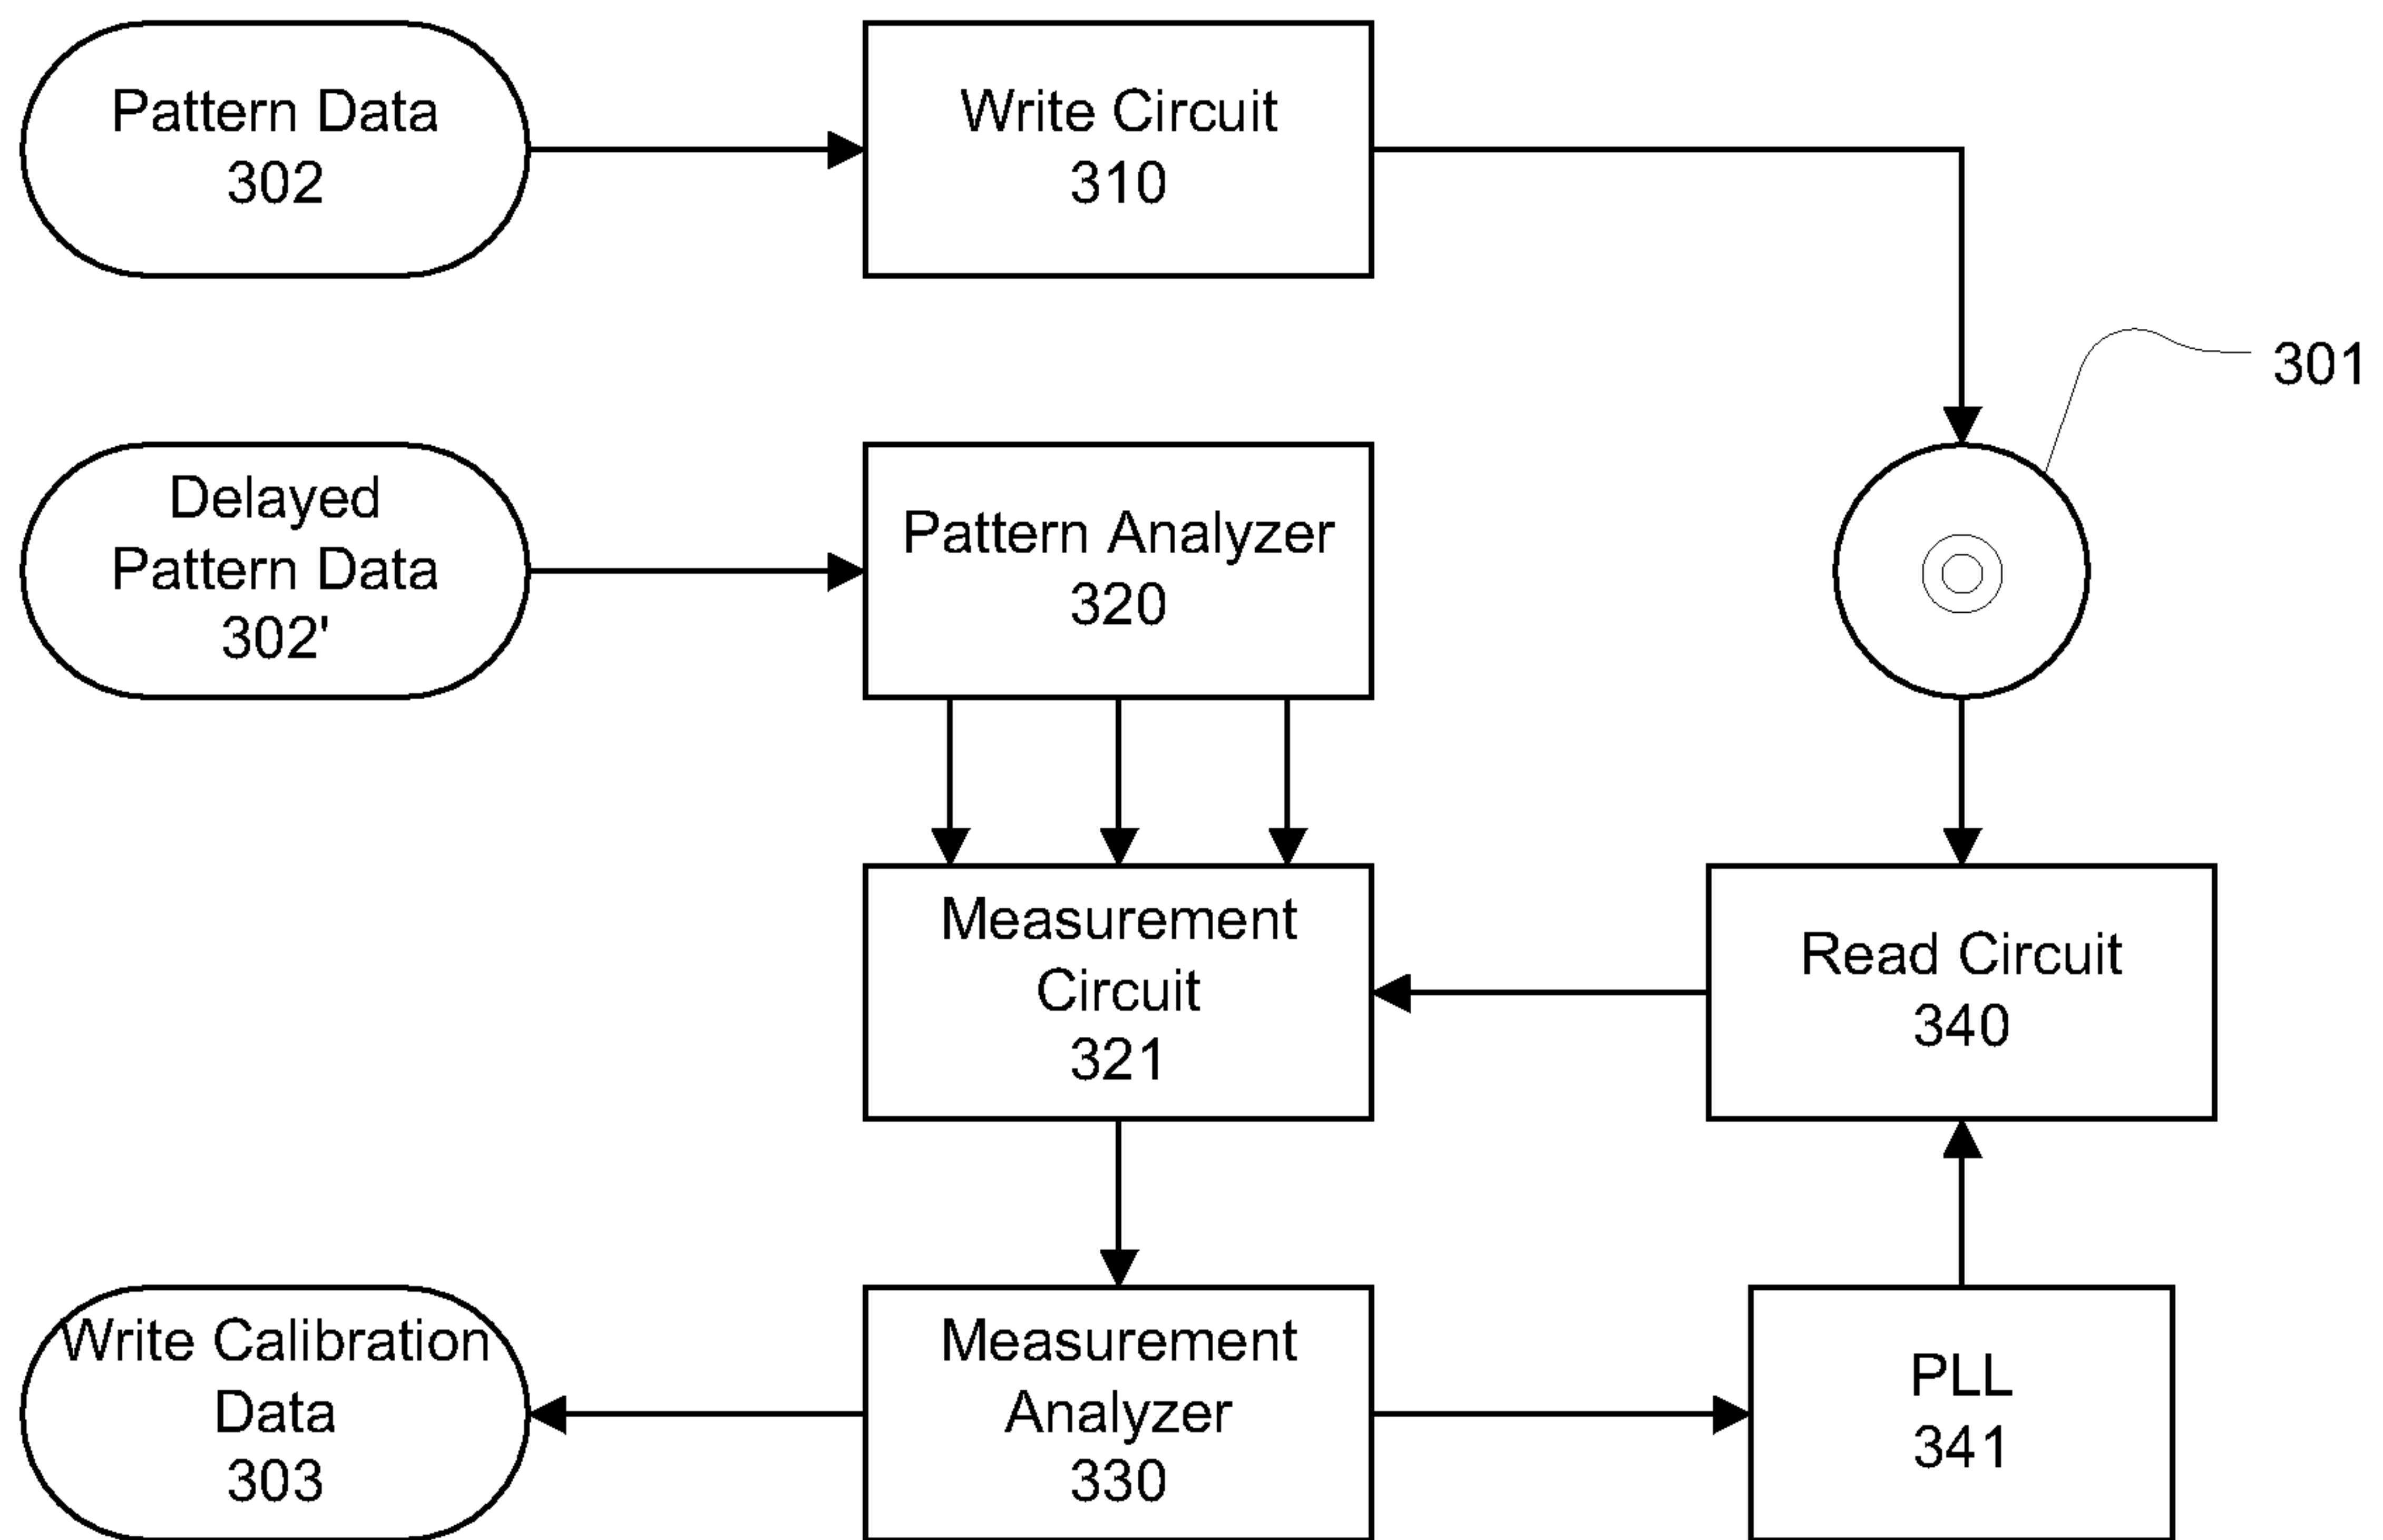 Pattern Data
302
Write Circuit
310
301
Delayed
Pattern Data
302'
Pattern Analyzer
320
Measurement
Circuit
321
Read Circuit
340
Write Calibration
Data
303
Measurement
Analyzer
330
PLL
341